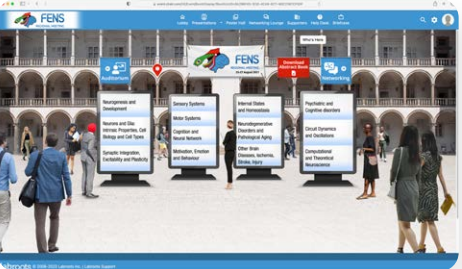 FENS
REGIONAL MEETING
Lobby
Presentations
Poster Hall
Networking Lounge
Supporters
Help Desk
Briefcase
FENS
REGIONAL MEETING
Who's Here
Auditorium
Download
Abstract Book
Networking
Neurogenesis and
Development
Neurons and Glia:
Intrinsic Properties, Cell
Biology and Cell Types
Synaptic Integration,
Excitability and Plasticity
Sensory Systems
Motor Systems
Cognition and
Neural Network
Motivation, Emotion
and Behaviour
Internal States
and Homeostasis
Neurodegenerative
Disorders and
Pathological Aging
Other Brain
Diseases, Ischemia,
Stroke, Injury
Psychiatric and
Cognitive disorders
Circuit Dynamics
and Oscillations
Computational
and Theoretical
Neuroscience
Labroots